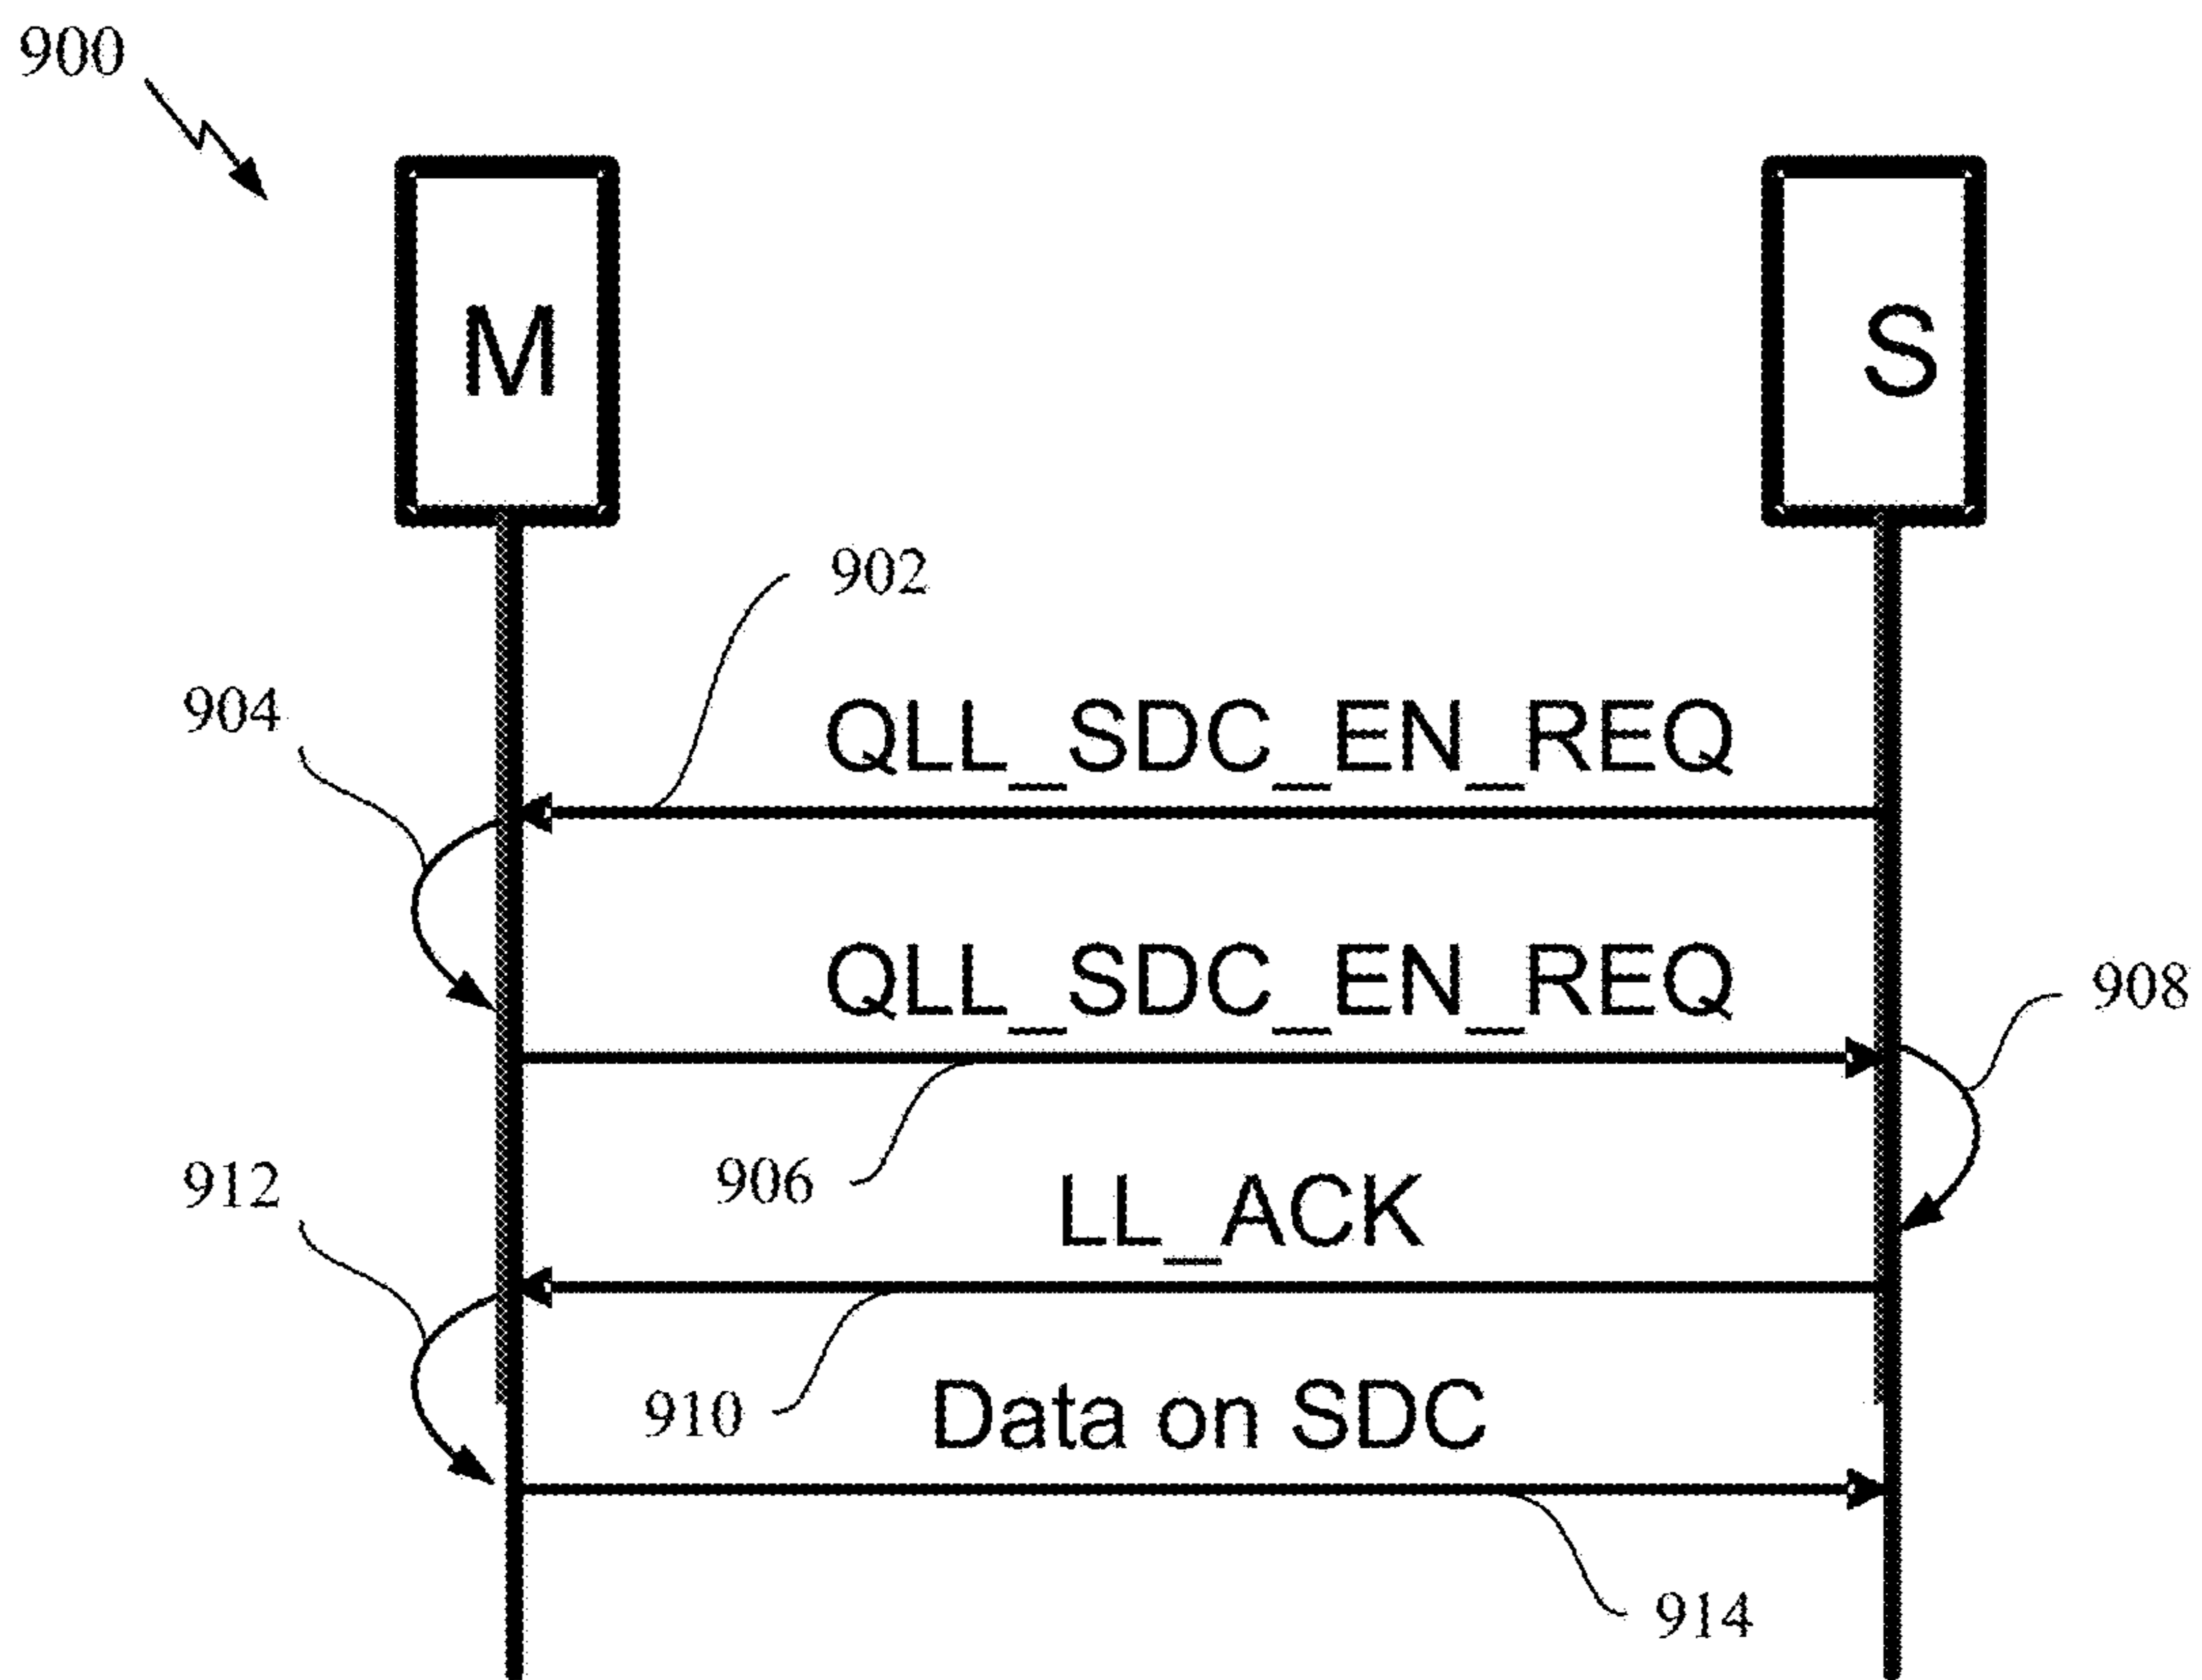 900
M
S
902
904
QLL_SDC_EN_REQ
QLL_SDC_EN_REQ
908
912
906
LL_ACK
910
Data on SDC
914